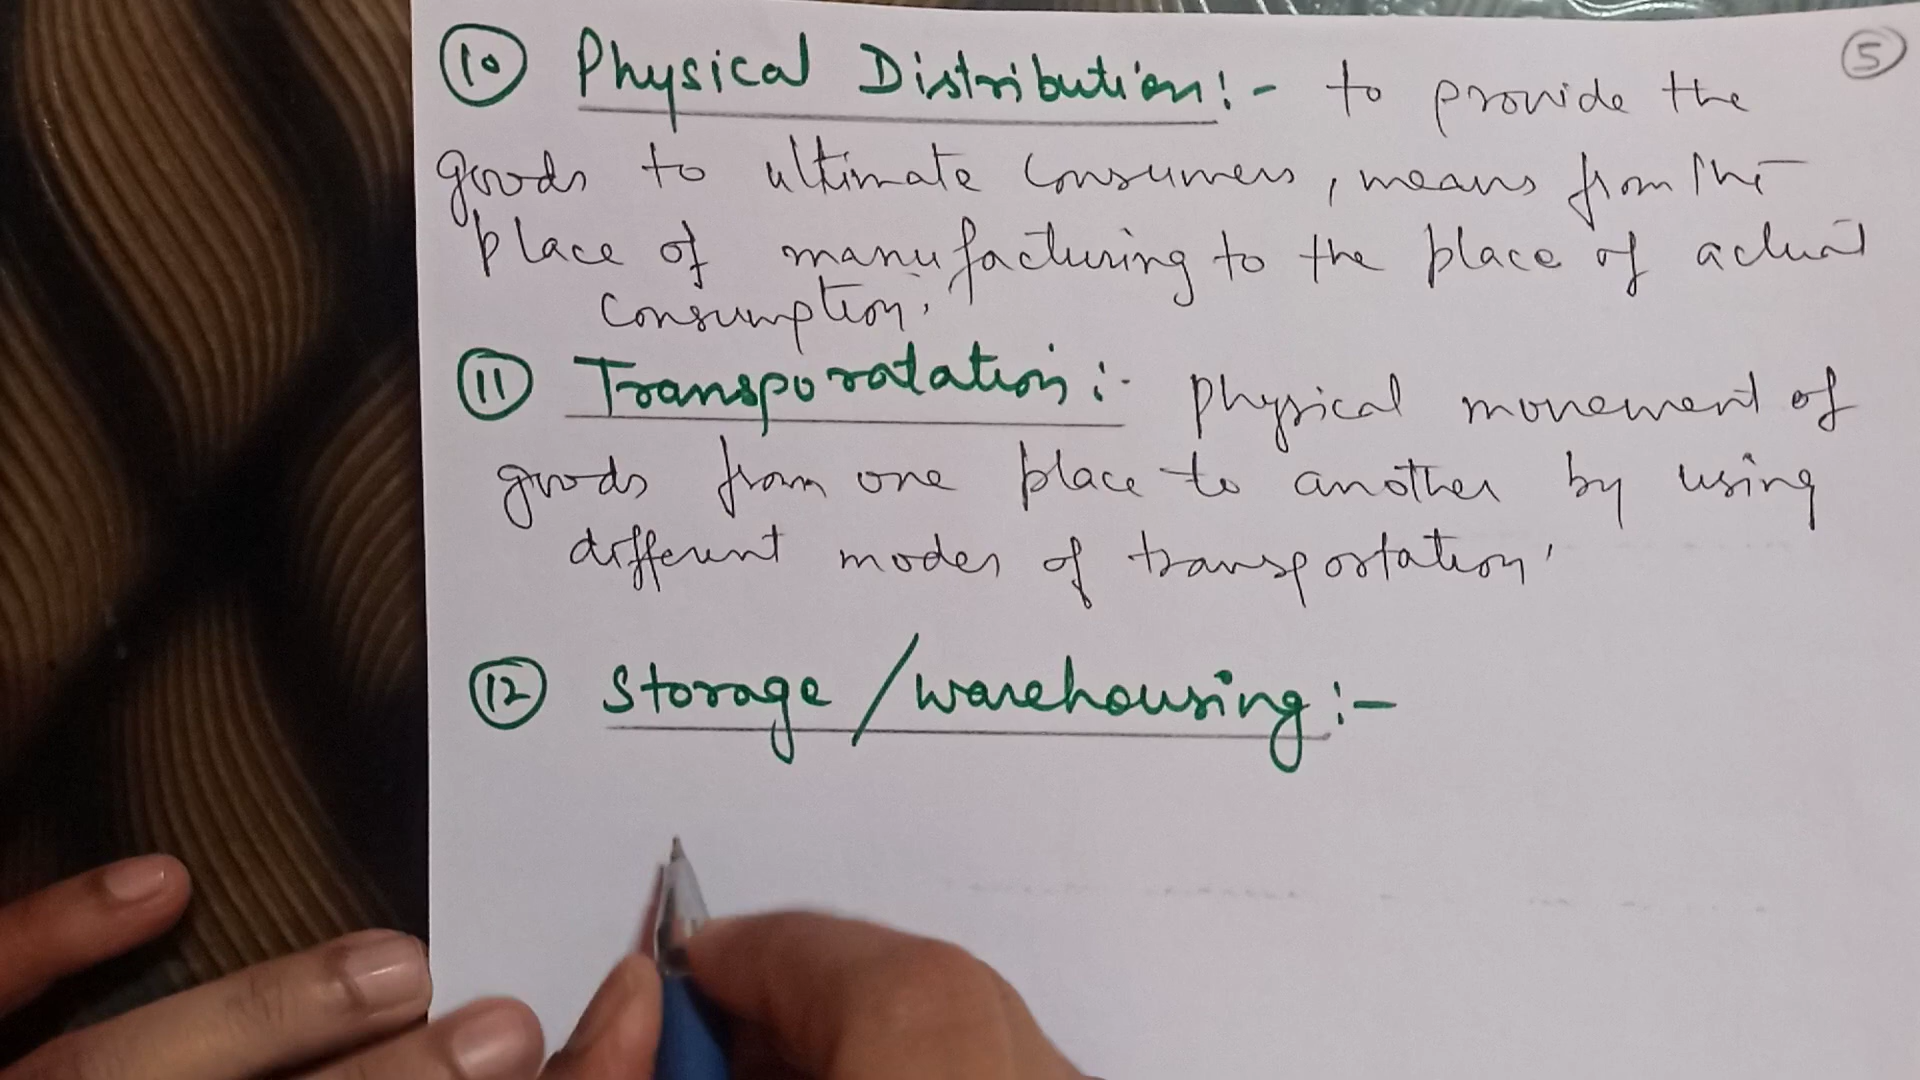 5
10 Physical Distribution:- to provide the
goods to ultimate consumers, means from the
place of manufacturing to the place of actual
consumption.
11 Transporatation:- Physical movement of
goods from one place to another by using
different modes of transportation.
12 Storage/warehousing:-